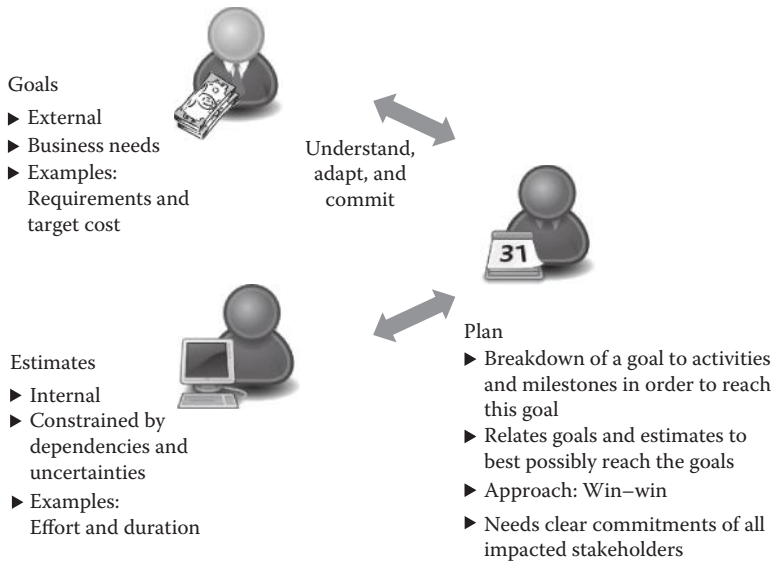 Goals
▶ External
▶ Business needs
▶ Examples:
Requirements and
target cost
Understand,
adapt, and
commit
31
Estimates
▶ Internal
▶ Constrained by
dependencies and
uncertainties
▶ Examples:
Effort and duration
Plan
▶ Breakdown of a goal to activities
and milestones in order to reach
this goal
▶ Relates goals and estimates to
best possibly reach the goals
▶ Approach: Win–win
▶ Needs clear commitments of all
impacted stakeholders